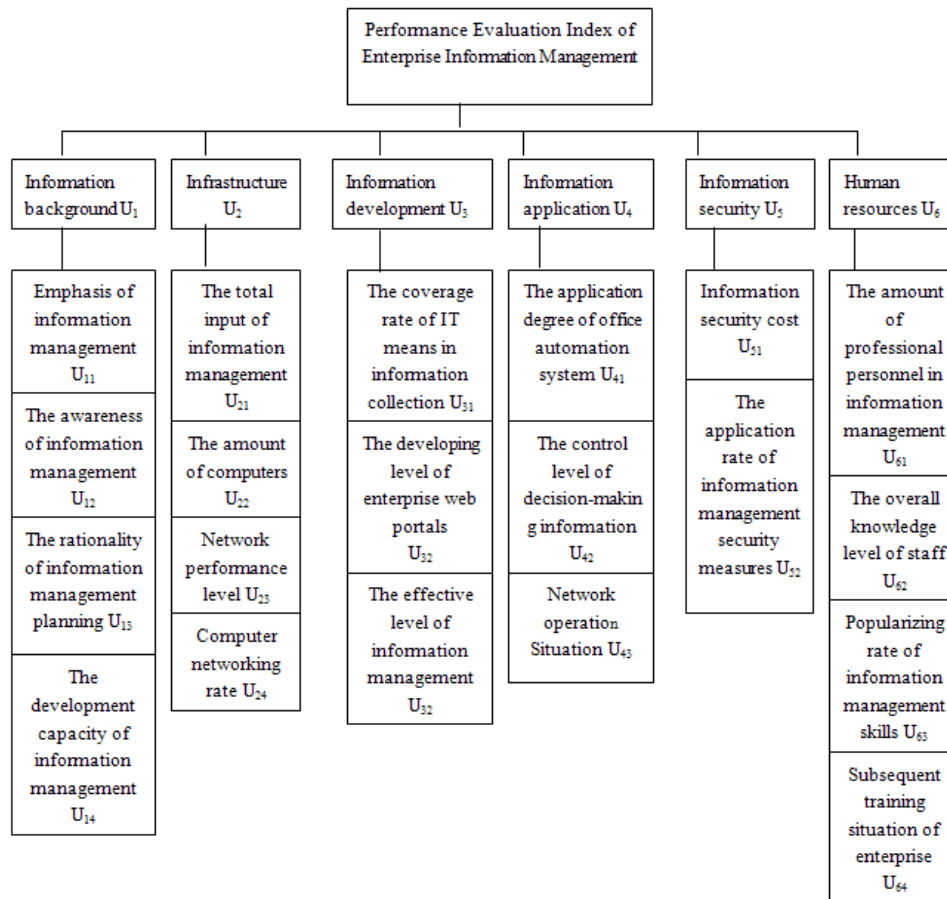 Performance Evaluation Index of
Enterprise Information Management
Information
background U₁
Infrastructure
U₂
Information
development U₃
Information
application U₄
Information
security U₅
Human
resources U₆
Emphasis of
information
management
U₁₁
The awareness
of information
management
U₁₂
The rationality
of information
management
planning U₁₃
The
development
capacity of
information
management
U₁₄
The total
input of
information
management
U₂₁
The amount
of computers
U₂₂
Network
performance
level U₂₃
Computer
networking
rate U₂₄
The coverage
rate of IT
means in
information
collection U₃₁
The developing
level of
enterprise web
portals
U₃₂
The effective
level of
information
management
U₃₂
The application
degree of office
automation
system U₄₁
The control
level of
decision-makin
g information
U₄₂
Network
operation
Situation U₄₃
Information
security cost
U₅₁
The
application
rate of
information
management
security
measures U₅₂
The amount
of
professional
personnel in
information
management
U₆₁
The overall
knowledge
level of staff
U₆₂
Popularizing
rate of
information
management
skills U₆₃
Subsequent
training
situation of
enterprise
U₆₄